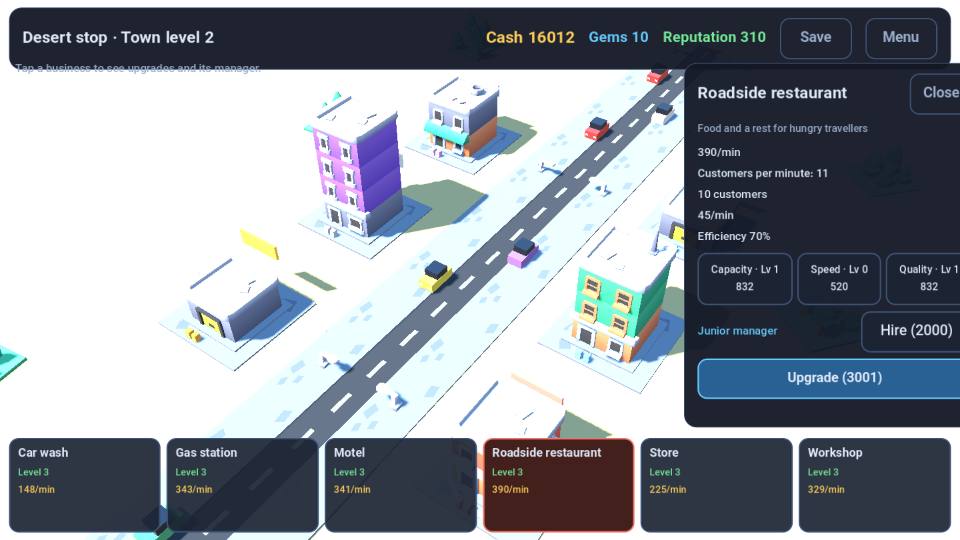 Desert stop · Town level 2
Cash 16012
Gems 10
Reputation 310
Save
Menu
Tap a business to see upgrades and its manager.
Roadside restaurant
Close
Food and a rest for hungry travellers
390/min
Customers per minute: 11
10 customers
45/min
Efficiency 70%
Capacity · Lv 1
832
Speed · Lv 0
520
Quality · Lv 1
832
Junior manager
Hire (2000)
Upgrade (3001)
Car wash
Level 3
148/min
Gas station
Level 3
343/min
Motel
Level 3
341/min
Roadside restaurant
Level 3
390/min
Store
Level 3
225/min
Workshop
Level 3
329/min